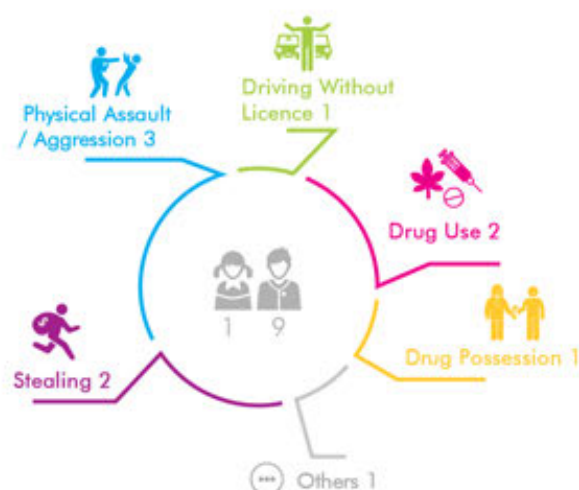 Driving Without
Licence 1
Physical Assault
/ Aggression 3
Drug Use 2
1 9
Drug Possession 1
Stealing 2
Others 1